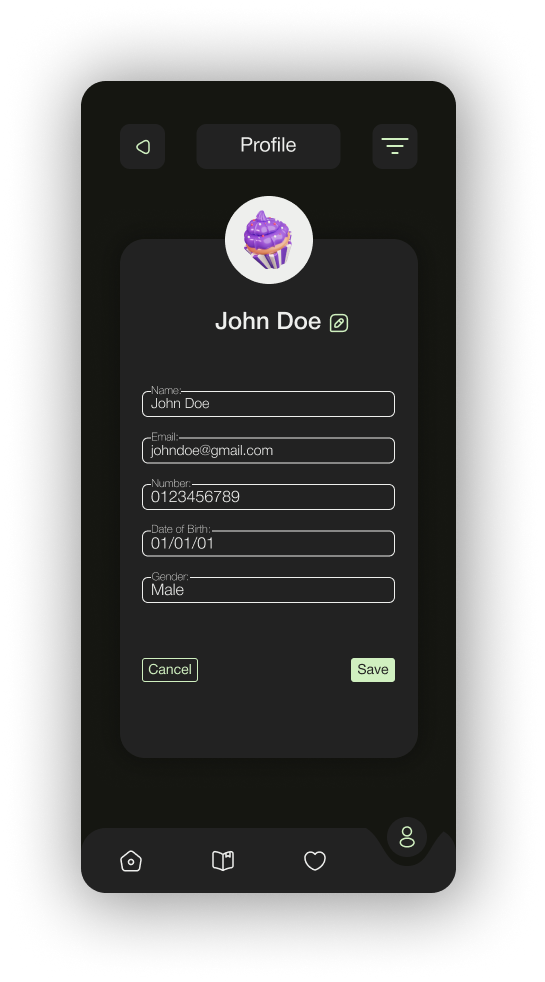 Profile
John Doe
Name:
John Doe
Email:
johndoe@gmail.com
Number:
0123456789
Date of Birth:
01/01/01
Gender:
Male
Cancel Save